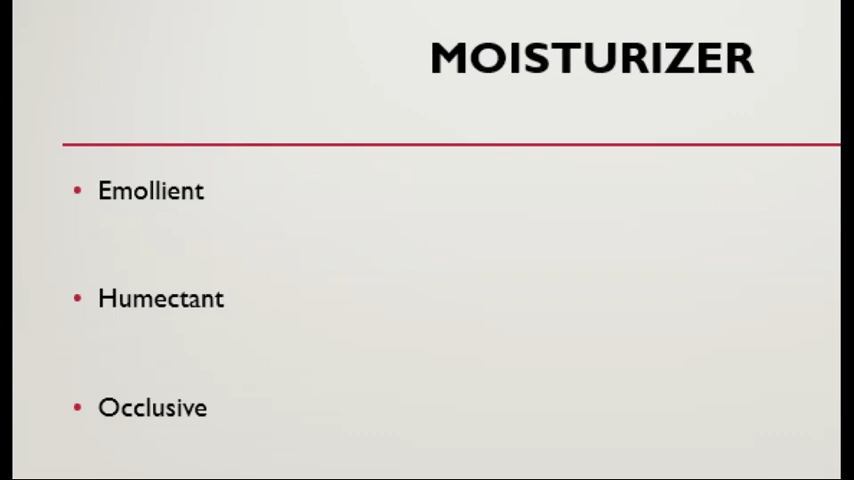 MOISTURIZER
• Emollient
• Humectant
• Occlusive